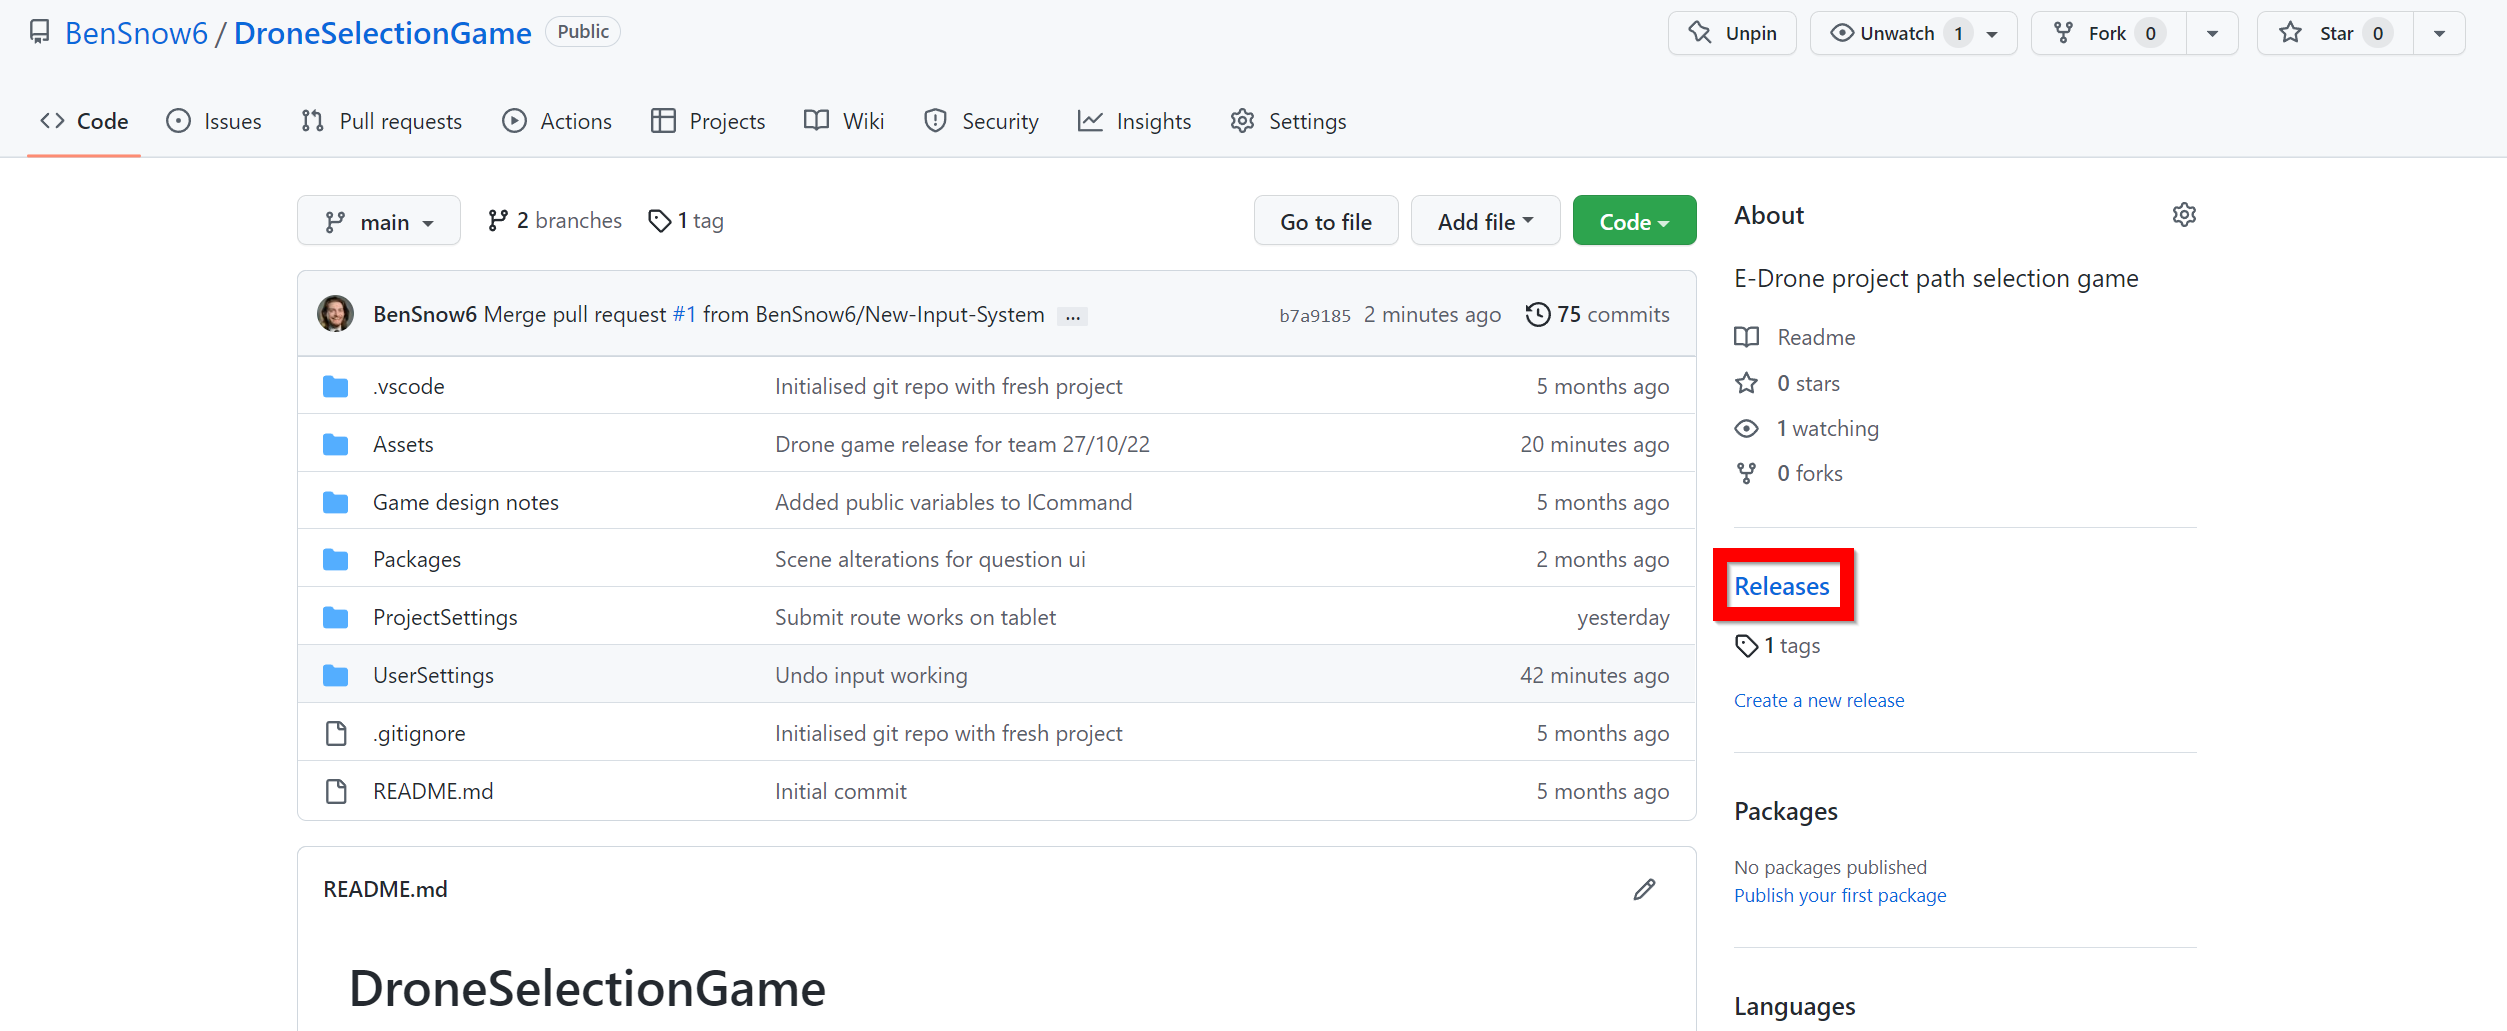 BenSnow6 / DroneSelectionGame Public Unpin Unwatch 1 Fork 0 Star 0
Code Issues Pull requests Actions Projects Wiki Security Insights Settings
main 2 branches 1 tag Go to file Add file Code
BenSnow6 Merge pull request #1 from BenSnow6/New-Input-System ... b7a9185 2 minutes ago 75 commits
.vscode Initialised git repo with fresh project 5 months ago
Assets Drone game release for team 27/10/22 20 minutes ago
Game design notes Added public variables to ICommand 5 months ago
Packages Scene alterations for question ui 2 months ago
ProjectSettings Submit route works on tablet yesterday
UserSettings Undo input working 42 minutes ago
.gitignore Initialised git repo with fresh project 5 months ago
README.md Initial commit 5 months ago
README.md
DroneSelectionGame
About
E-Drone project path selection game
Readme
0 stars
1 watching
0 forks
Releases
1 tags
Create a new release
Packages
No packages published
Publish your first package
Languages